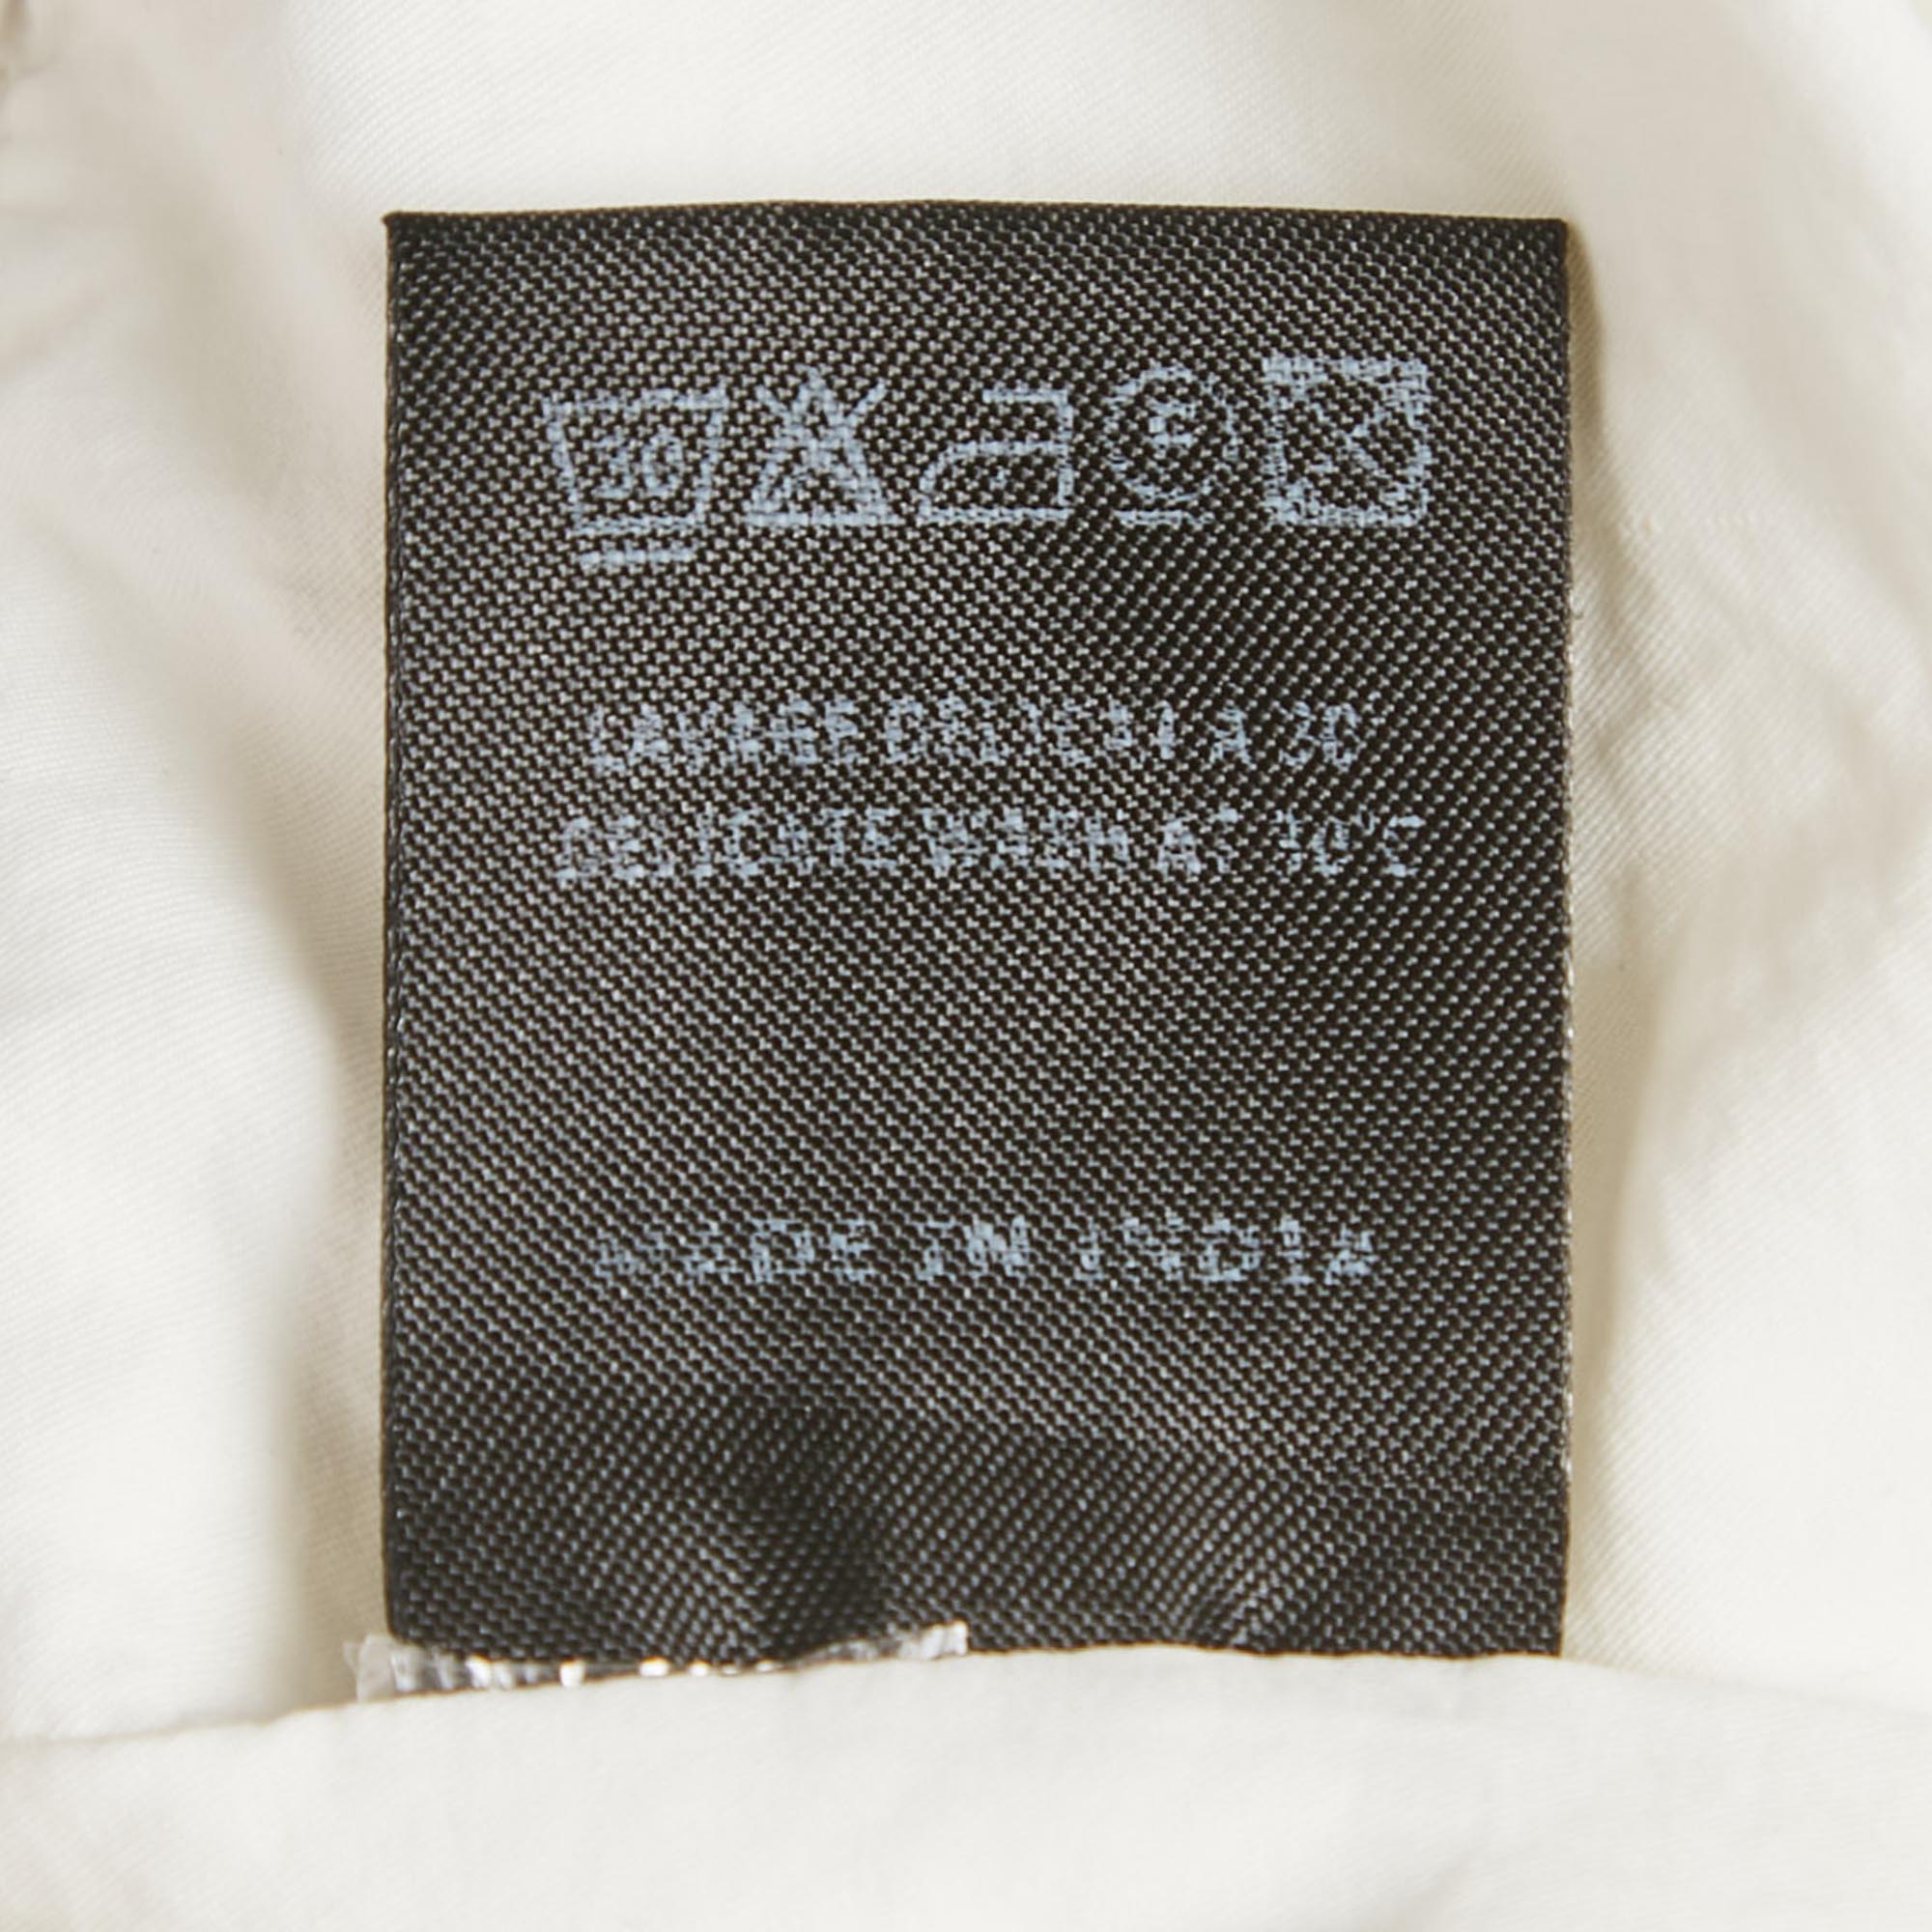 30 P
LAVAGE DELICAT A 30
DELICATE WASH AT 30°C
MADE IN INDIA